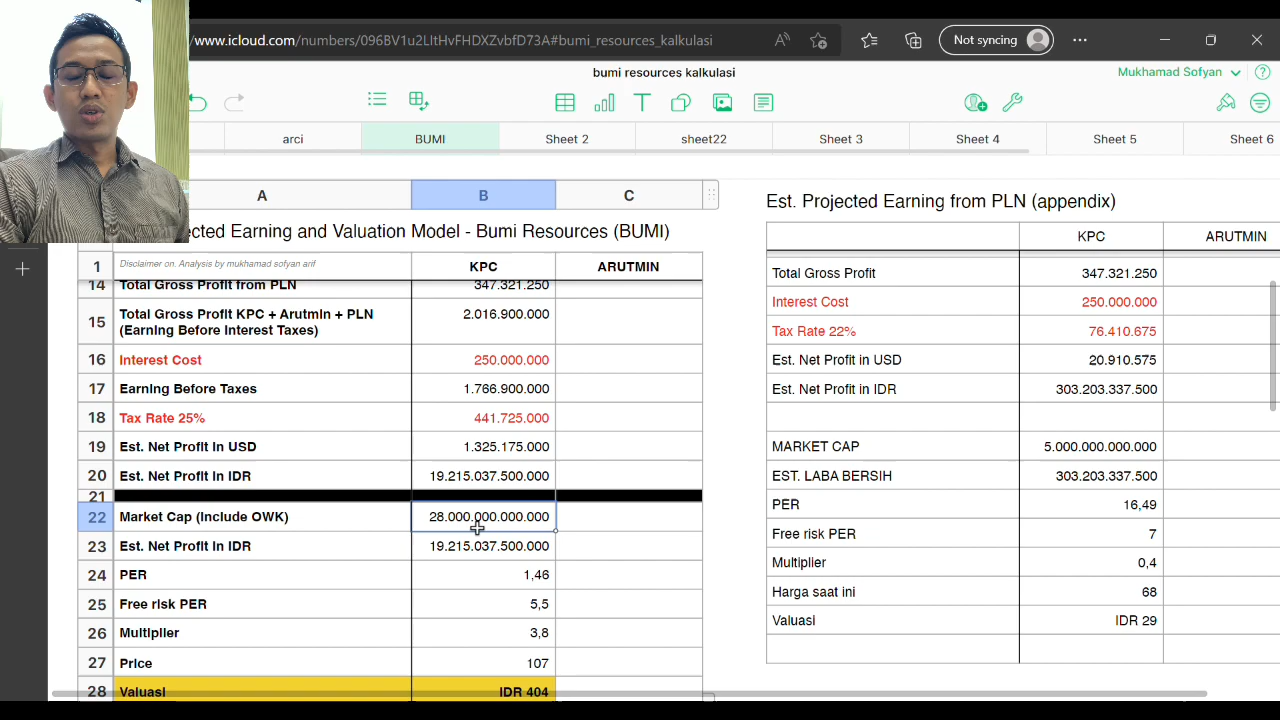 www.icloud.com/numbers/096BV1u2LItHvFHDXZvbfD73A#bumi_resources_kalkulasi
Not syncing
bumi resources kalkulasi
Mukhamad Sofyan
arci
BUMI
Sheet 2
sheet22
Sheet 3
Sheet 4
Sheet 5
Sheet 6
A
B
C
ected Earning and Valuation Model - Bumi Resources (BUMI)
1 Disclaimer on. Analysis by mukhamad sofyan arif KPC ARUTMIN
14 Total Gross Profit from PLN 347.321.250
15 Total Gross Profit KPC + Arutmin + PLN 2.016.900.000
(Earning Before Interest Taxes)
16 Interest Cost 250.000.000
17 Earning Before Taxes 1.766.900.000
18 Tax Rate 25% 441.725.000
19 Est. Net Profit in USD 1.325.175.000
20 Est. Net Profit in IDR 19.215.037.500.000
21
22 Market Cap (Include OWK) 28.000.000.000.000
23 Est. Net Profit in IDR 19.215.037.500.000
24 PER 1,46
25 Free risk PER 5,5
26 Multiplier 3,8
27 Price 107
28 Valuasi IDR 404
Est. Projected Earning from PLN (appendix)
KPC ARUTMIN
Total Gross Profit 347.321.250
Interest Cost 250.000.000
Tax Rate 22% 76.410.675
Est. Net Profit in USD 20.910.575
Est. Net Profit in IDR 303.203.337.500
MARKET CAP 5.000.000.000.000
EST. LABA BERSIH 303.203.337.500
PER 16,49
Free risk PER 7
Multiplier 0,4
Harga saat ini 68
Valuasi IDR 29